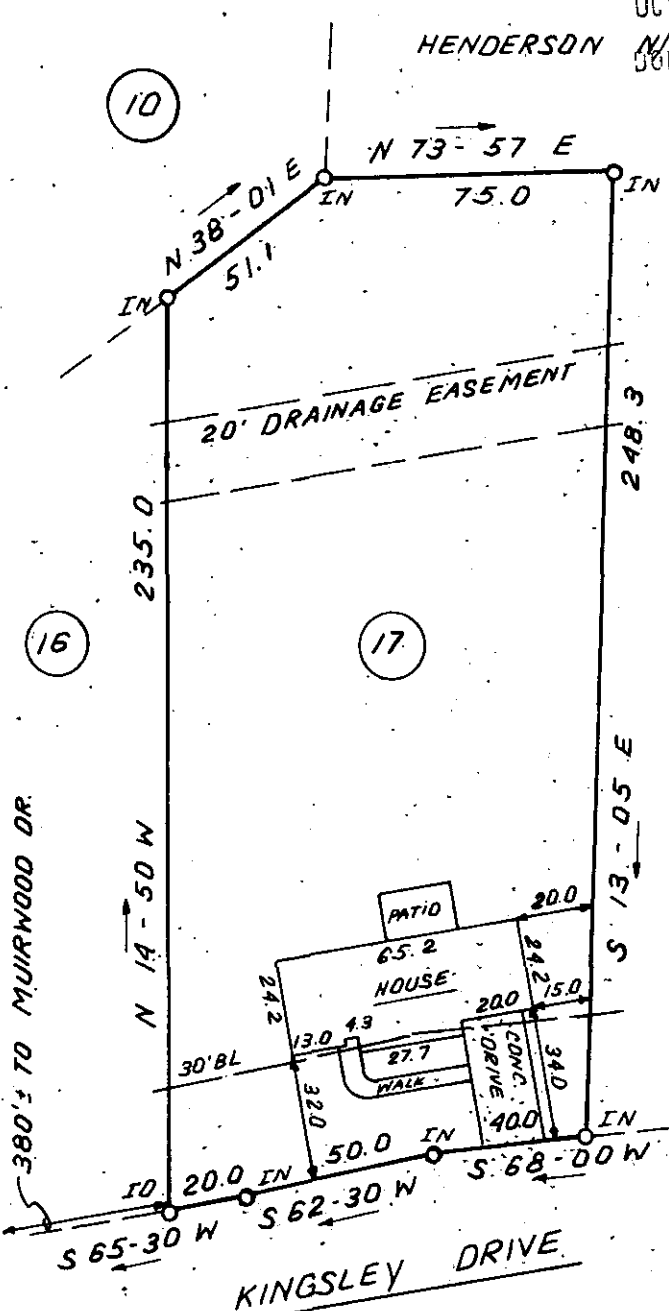 HENDERSON
10
N 73-57 E
75.0
IN
IN
N 38-01 E
51.1
IN
20' DRAINAGE EASEMENT
235.0
248.3
16
17
380'± TO MUIRWOOD DR.
N 14-50 W
S 13-05 E
PATIO
20.0
65.2
HOUSE
24.2
24.2
15.0
20.0
13.0
4.3
30' BL
27.7
WALK
CONC. DRIVE
34.0
32.0
40.0
IN
50.0
IN
IO
20.0
IN
S 68-00 W
S 62-30 W
S 65-30 W
KINGSLEY DRIVE